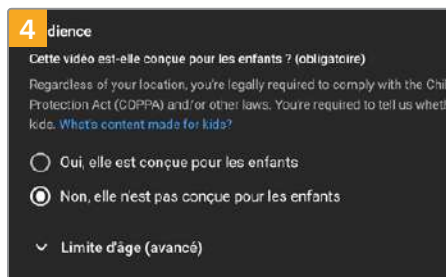 4
dience
Cette vidéo est-elle conçue pour les enfants ? (obligatoire)
Regardless of your location, you're legally required to comply with the Chil
Protection Act (COPPA) and/or other laws. You're required to tell us wheth
kids. What's content made for kids?
Oui, elle est conçue pour les enfants
Non, elle n'est pas conçue pour les enfants
Limite d'âge (avancé)